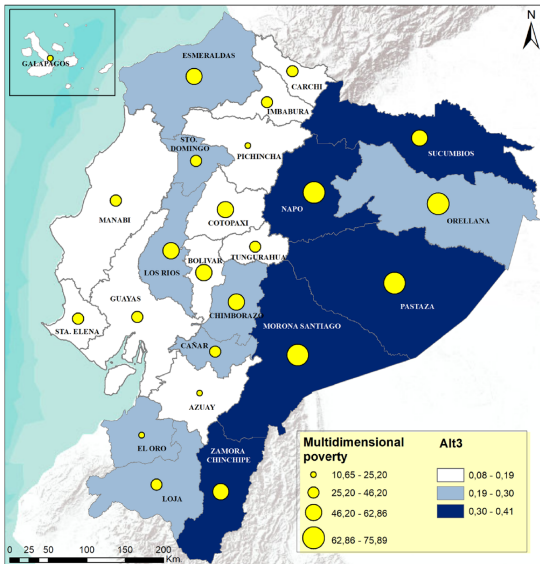 N
GALAPAGOS
ESMERALDAS
CARCHI
IMBABURA
STO.
DOMINGO
PICHINCHA
SUCUMBIOS
MANABI
COTOPAXI
NAPO
ORELLANA
LOS RIOS
BOLIVAR
TUNGURAHUA
GUAYAS
CHIMBORAZO
PASTAZA
STA. ELENA
MORONA SANTIAGO
CAÑAR
AZUAY
EL ORO
ZAMORA
CHINCHIPE
LOJA
Multidimensional
poverty
10,65 - 25,20
25,20 - 46,20
46,20 - 62,86
62,86 - 75,89
Alt3
0,08 - 0,19
0,19 - 0,30
0,30 - 0,41
0 25 50 100 150 200
Km